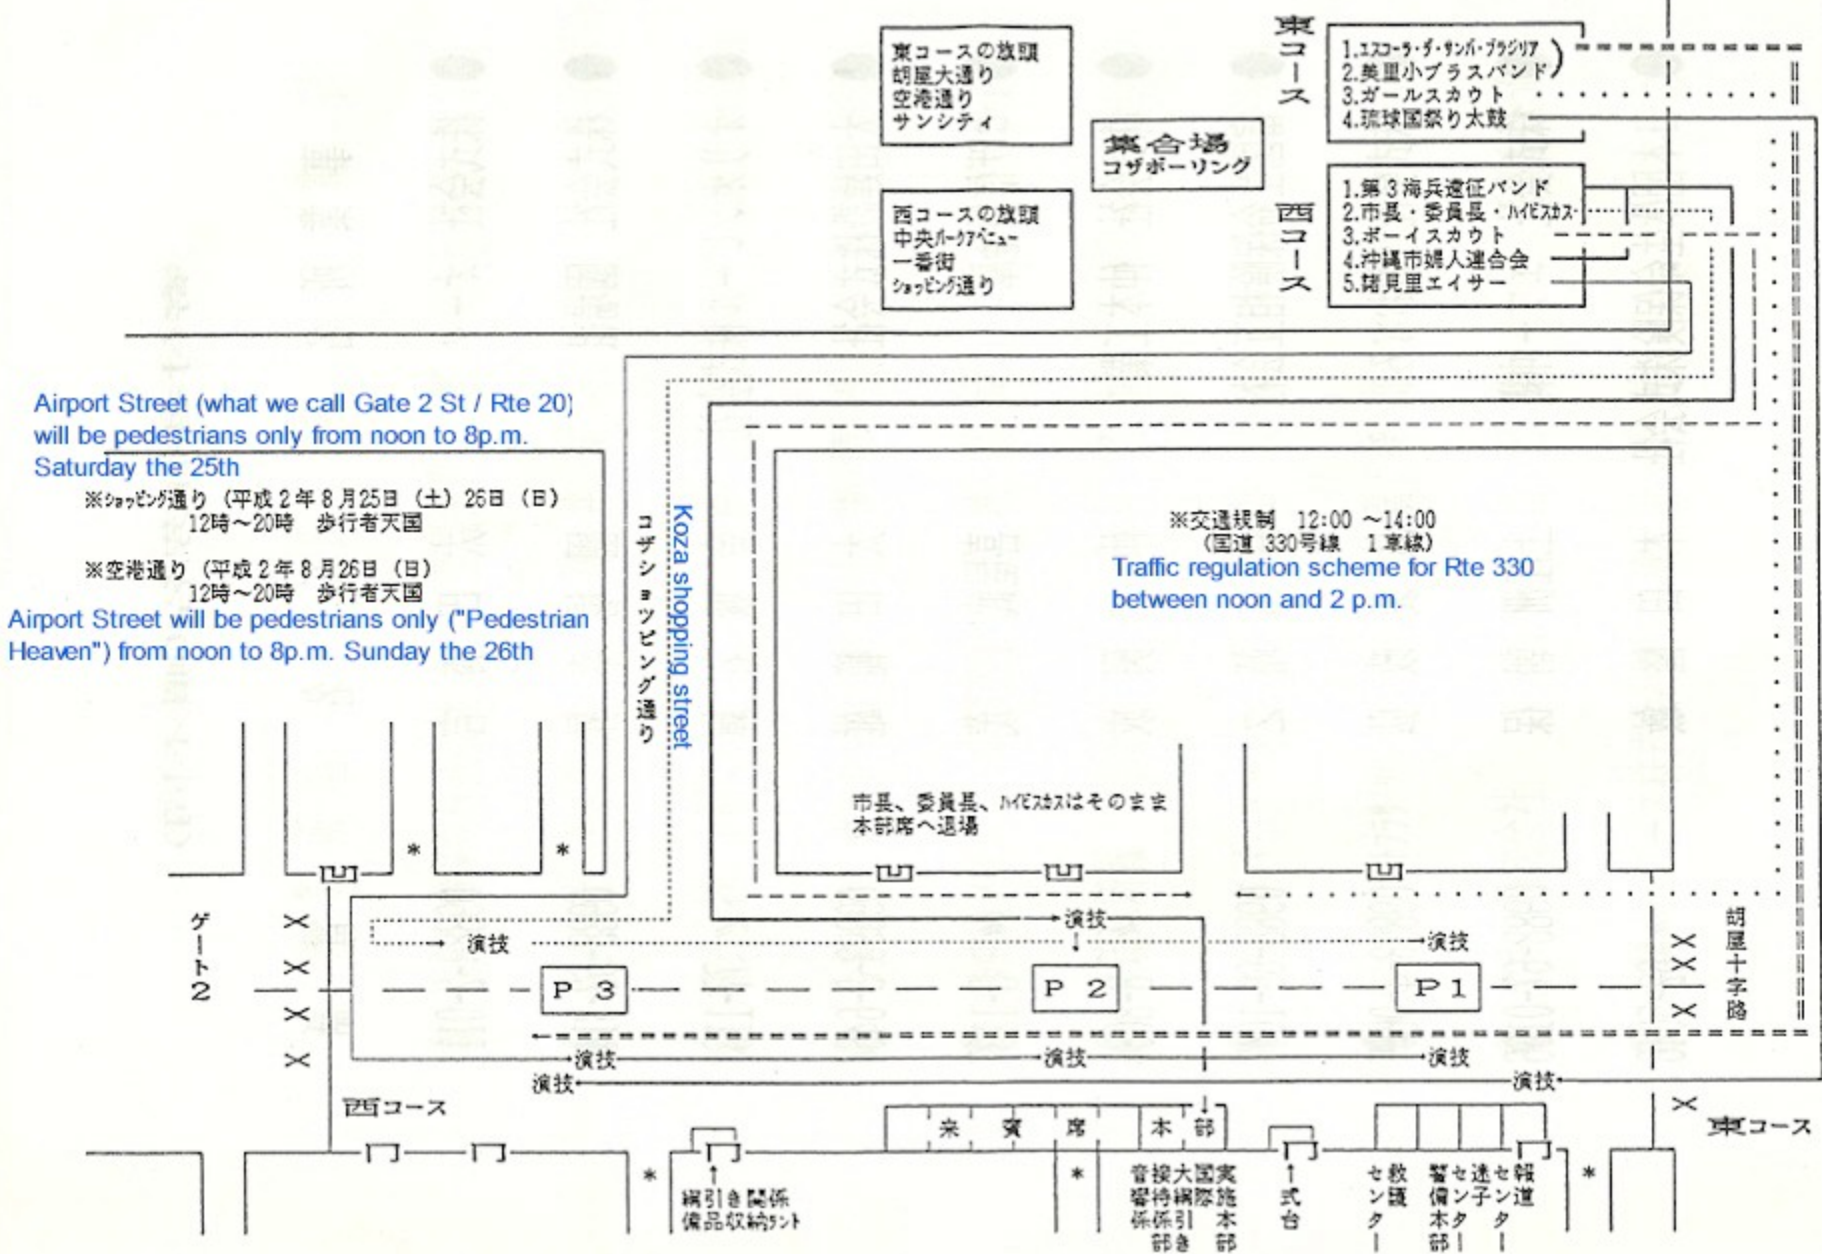 東コースの旗頭
胡屋大通り
空港通り
サンシティ
集合場
コザボーリング
西コースの旗頭
中央パークアベニュー
一番街
ショッピング通り
東コース
1.エスコーラ・ダ・サンバ・ブラジリア
2.美里小ブラスバンド
3.ガールスカウト
4.琉球国祭り太鼓
西コース
1.第3海兵遠征バンド
2.市長・委員長・ハイビスカス
3.ボーイスカウト
4.沖縄市婦人連合会
5.諸見里エイサー
Airport Street (what we call Gate 2 St / Rte 20)
will be pedestrians only from noon to 8p.m.
Saturday the 25th
※ショッピング通り (平成2年8月25日 (土) 26日 (日)
12時～20時 歩行者天国
※空港通り (平成2年8月26日 (日)
12時～20時 歩行者天国
Airport Street will be pedestrians only ("Pedestrian
Heaven") from noon to 8p.m. Sunday the 26th
コザショッピング通り
Koza shopping street
※交通規制 12:00 ～14:00
(国道 330号線 1車線)
Traffic regulation scheme for Rte 330
between noon and 2 p.m.
市長、委員長、ハイビスカスはそのまま
本部席へ退場
ゲート2
胡屋十字路
演技
演技
演技
P 3
P 2
P 1
演技
演技
演技
演技
演技
西コース
東コース
来賓席
本部
綱引き関係
備品収納テント
音響係
接待係
大綱引き部
国際
実施本部
式台
救護センター
警備本部
迷子センター
報道センター